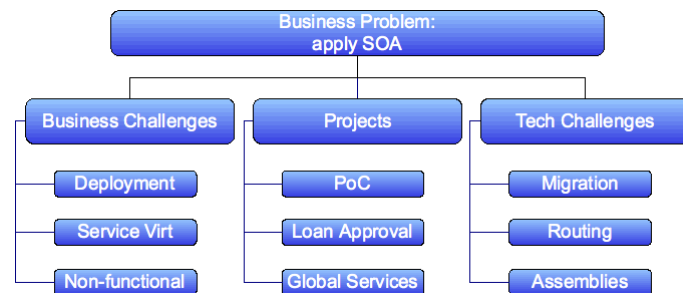 Business Problem:
apply SOA
Business Challenges
Projects
Tech Challenges
Deployment
PoC
Migration
Service Virt
Loan Approval
Routing
Non-functional
Global Services
Assemblies